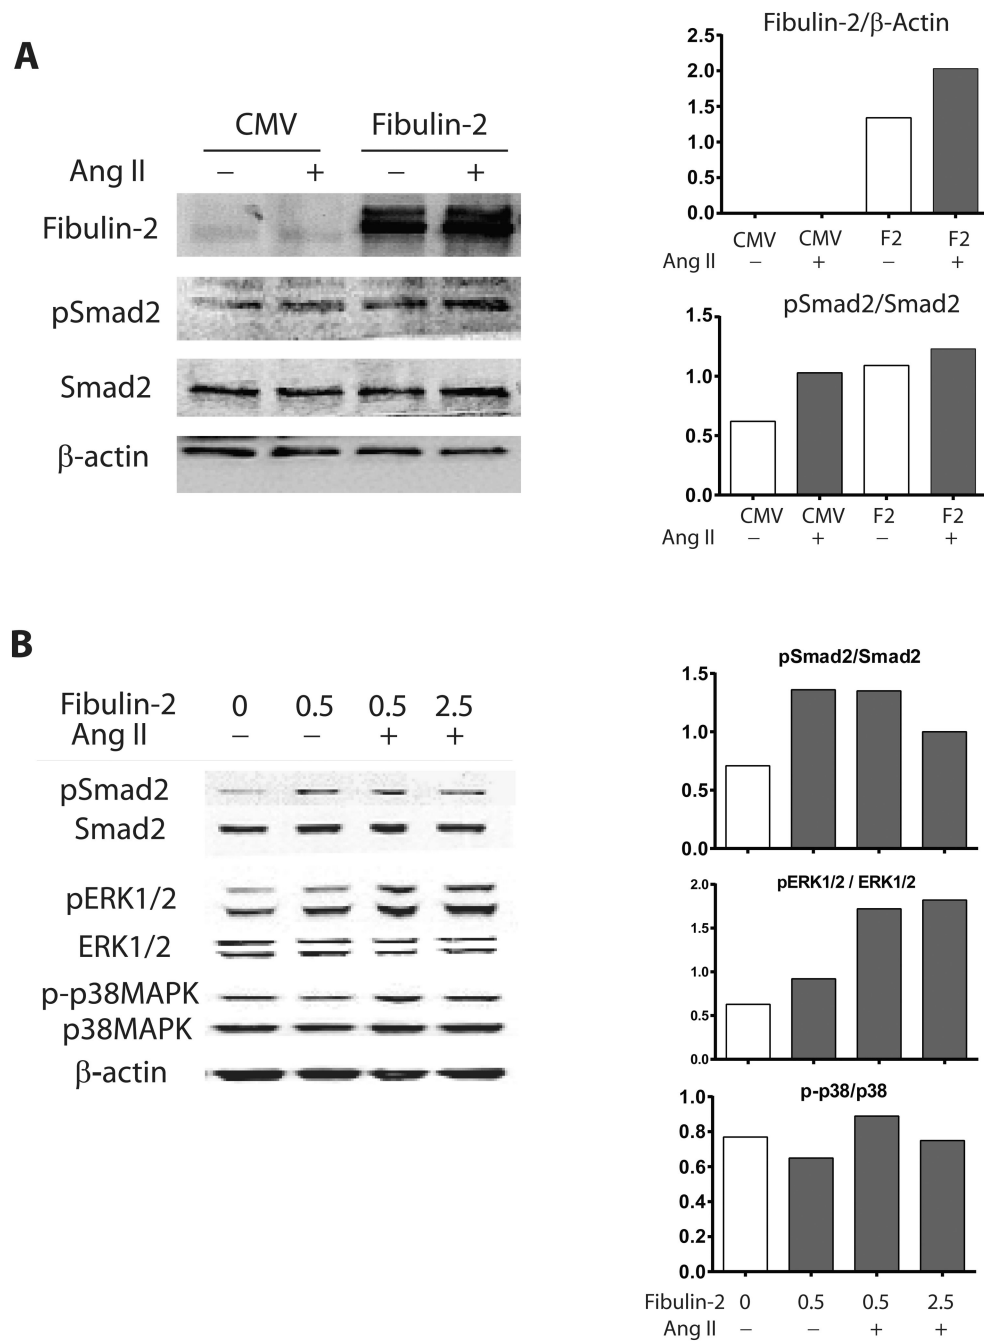 A
CMV Fibulin-2
Ang II − + − +
Fibulin-2
pSmad2
Smad2
β-actin
Fibulin-2/β-Actin
2.5
2.0
1.5
1.0
0.5
0.0
CMV CMV F2 F2
Ang II − + − +
pSmad2/Smad2
1.5
1.0
0.5
0.0
CMV CMV F2 F2
Ang II − + − +
B
Fibulin-2 0 0.5 0.5 2.5
Ang II − − + +
pSmad2
Smad2
pERK1/2
ERK1/2
p-p38MAPK
p38MAPK
β-actin
pSmad2/Smad2
1.5
1.0
0.5
0.0
pERK1/2 / ERK1/2
2.0
1.5
1.0
0.5
0.0
p-p38/p38
1.0
0.8
0.6
0.4
0.2
0.0
Fibulin-2 0 0.5 0.5 2.5
Ang II − − + +